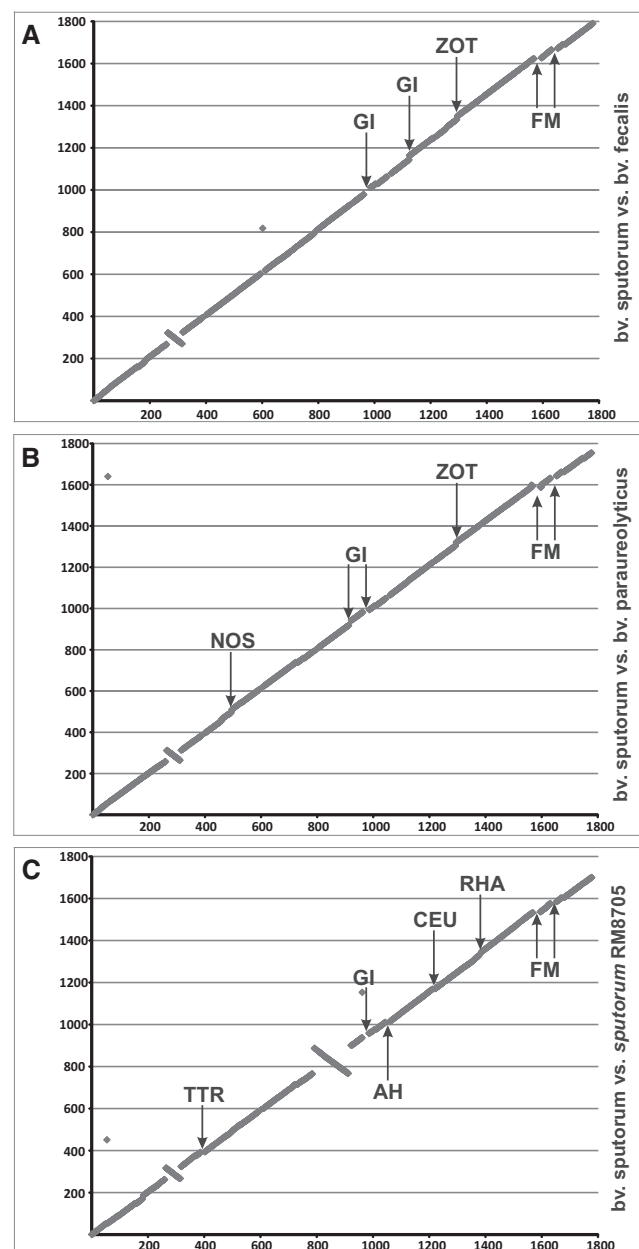 A
1800
1600
1400
1200
1000
800
600
400
200
ZOT
GI
GI
FM
200 400 600 800 1000 1200 1400 1600 1800
bv. sputorum vs. bv. fecalis
B
1800
1600
1400
1200
1000
800
600
400
200
ZOT
GI
FM
NOS
200 400 600 800 1000 1200 1400 1600 1800
bv. sputorum vs. bv. paraureolyticus
C
1800
1600
1400
1200
1000
800
600
400
200
RHA
CEU
GI
FM
AH
TTR
200 400 600 800 1000 1200 1400 1600 1800
bv. sputorum vs. sputorum RM8705